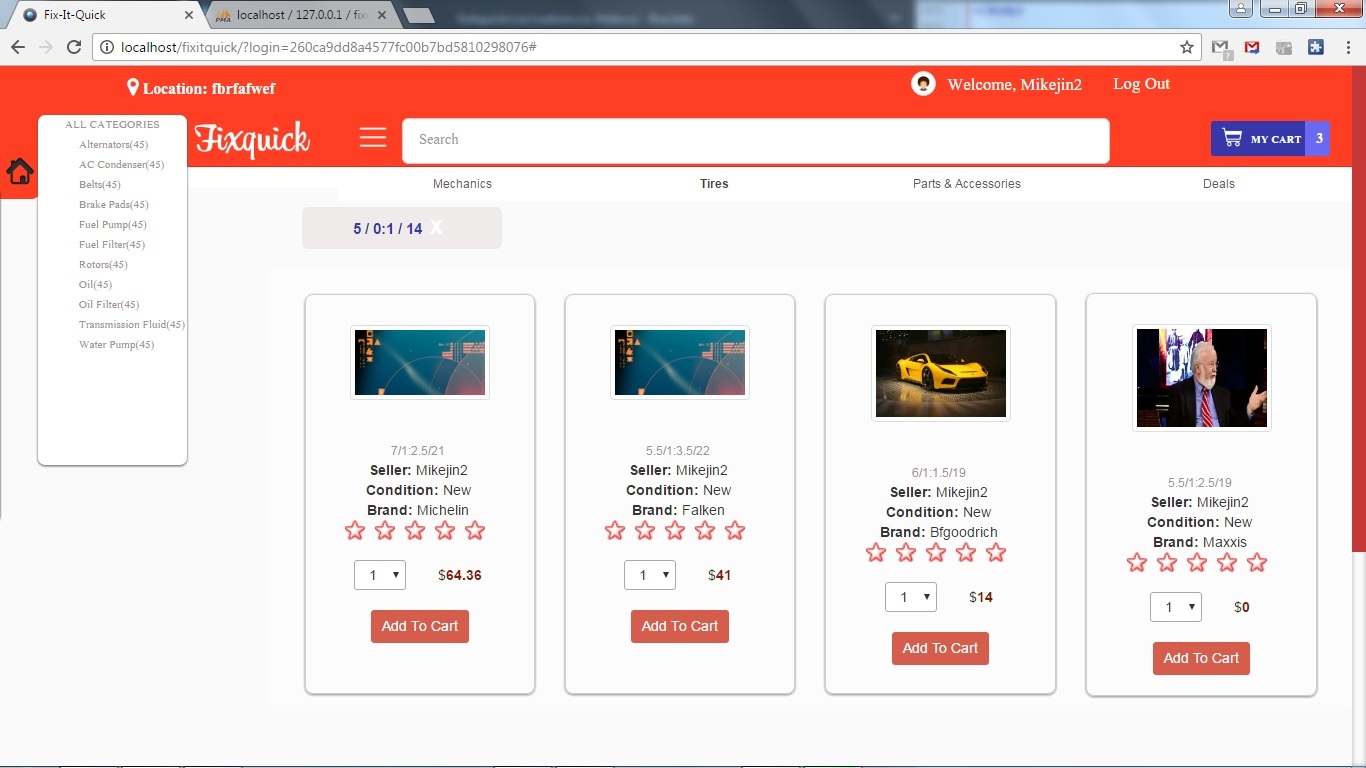 Fix-It-Quick
localhost / 127.0.0.1 / fix
localhost/fixitquick/?login=260ca9dd8a4577fc00b7bd5810298076#
Location: fbrfafwef
Welcome, Mikejin2
Log Out
ALL CATEGORIES
Alternators(45)
AC Condenser(45)
Belts(45)
Brake Pads(45)
Fuel Pump(45)
Fuel Filter(45)
Rotors(45)
Oil(45)
Oil Filter(45)
Transmission Fluid(45)
Water Pump(45)
Fixquick
Search
MY CART 3
Mechanics
Tires
Parts & Accessories
Deals
5 / 0:1 / 14 X
7/1:2.5/21
Seller: Mikejin2
Condition: New
Brand: Michelin
1
$64.36
Add To Cart
5.5/1:3.5/22
Seller: Mikejin2
Condition: New
Brand: Falken
1
$41
Add To Cart
6/1:1.5/19
Seller: Mikejin2
Condition: New
Brand: Bfgoodrich
1
$14
Add To Cart
5.5/1:2.5/19
Seller: Mikejin2
Condition: New
Brand: Maxxis
1
$0
Add To Cart